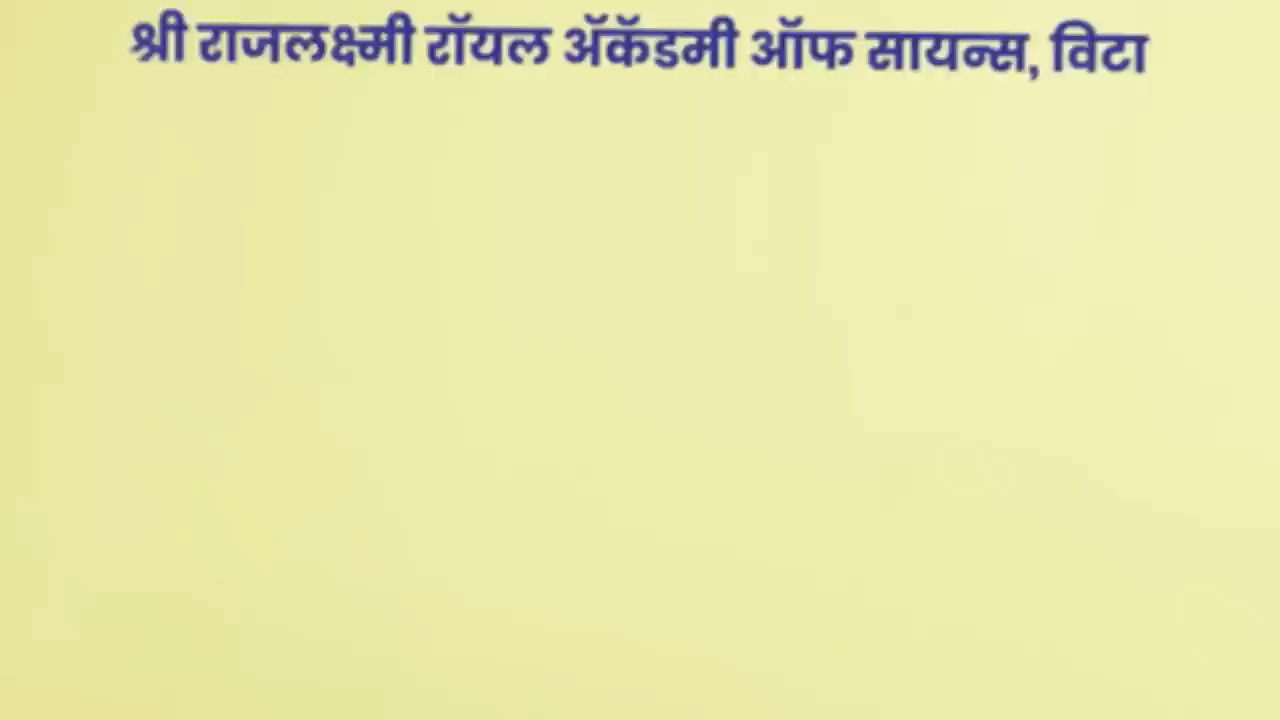 श्री राजलक्ष्मी रॉयल ॲकॅडमी ऑफ सायन्स, विटा